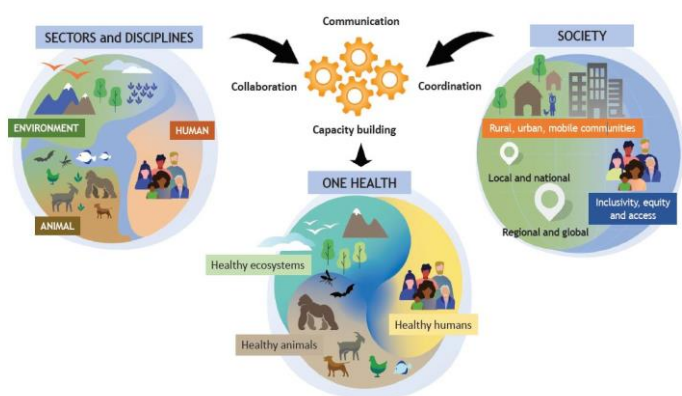 SECTORS and DISCIPLINES
ENVIRONMENT
HUMAN
ANIMAL
Communication
Collaboration
Coordination
Capacity building
SOCIETY
Rural, urban, mobile communities
Local and national
Inclusivity, equity
and access
Regional and global
ONE HEALTH
Healthy ecosystems
Healthy humans
Healthy animals